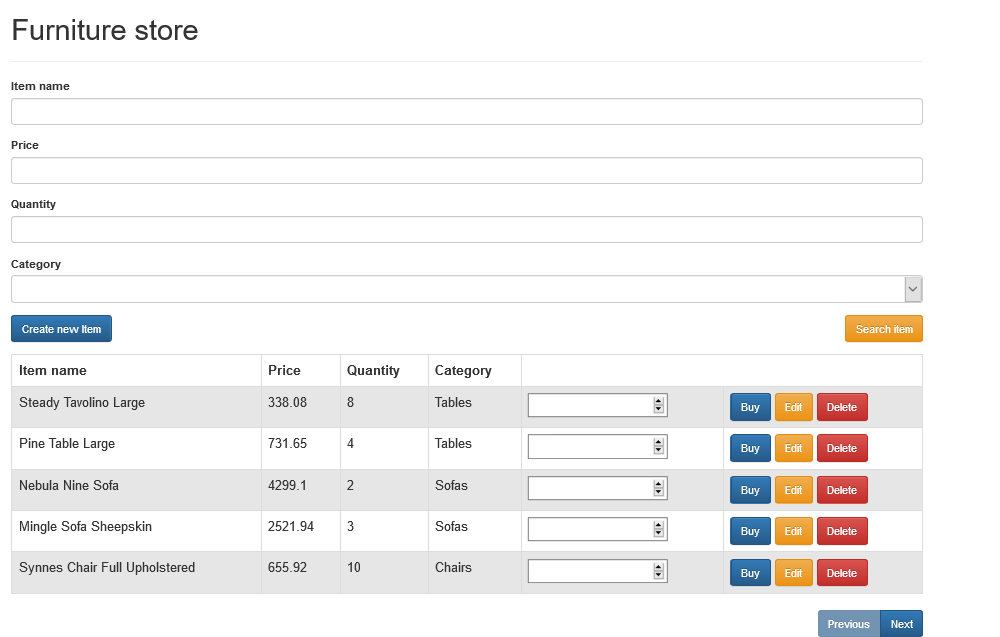 Furniture store
Item name
Price
Quantity
Category
Create new Item Search item
Item name Price Quantity Category
Steady Tavolino Large 338.08 8 Tables Buy Edit Delete
Pine Table Large 731.65 4 Tables Buy Edit Delete
Nebula Nine Sofa 4299.1 2 Sofas Buy Edit Delete
Mingle Sofa Sheepskin 2521.94 3 Sofas Buy Edit Delete
Synnes Chair Full Upholstered 655.92 10 Chairs Buy Edit Delete
Previous Next